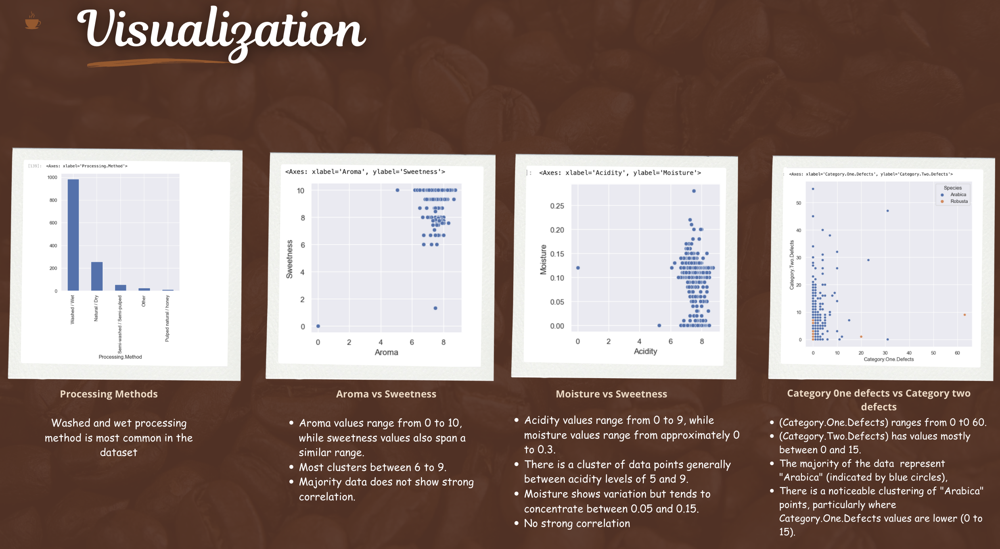 Visualization
[139]: <Axes: xlabel='Processing.Method'>
1000
800
600
400
200
0
Washed / Wet
Natural / Dry
Semi-washed / Semi-pulped
Other
Pulped natural / honey
Processing.Method
<Axes: xlabel='Aroma', ylabel='Sweetness'>
10
8
6
4
2
0
Sweetness
0 2 4 6 8
Aroma
]: <Axes: xlabel='Acidity', ylabel='Moisture'>
0.25
0.20
0.15
0.10
0.05
0.00
Moisture
0 2 4 6 8
Acidity
: <Axes: xlabel='Category.One.Defects', ylabel='Category.Two.Defects'>
Species
Arabica
Robusta
50
40
30
20
10
0
Category.Two.Defects
0 10 20 30 40 50 60
Category.One.Defects
Processing Methods
Washed and wet processing
method is most common in the
dataset
Aroma vs Sweetness
• Aroma values range from 0 to 10,
while sweetness values also span a
similar range.
• Most clusters between 6 to 9.
• Majority data does not show strong
correlation.
Moisture vs Sweetness
• Acidity values range from 0 to 9, while
moisture values range from approximately 0
to 0.3.
• There is a cluster of data points generally
between acidity levels of 5 and 9.
• Moisture shows variation but tends to
concentrate between 0.05 and 0.15.
• No strong correlation
Category 0ne defects vs Category two
defects
• (Category.One.Defects) ranges from 0 t0 60.
• (Category.Two.Defects) has values mostly
between 0 and 15.
• The majority of the data represent
"Arabica" (indicated by blue circles),
• There is a noticeable clustering of "Arabica"
points, particularly where
Category.One.Defects values are lower (0 to
15).